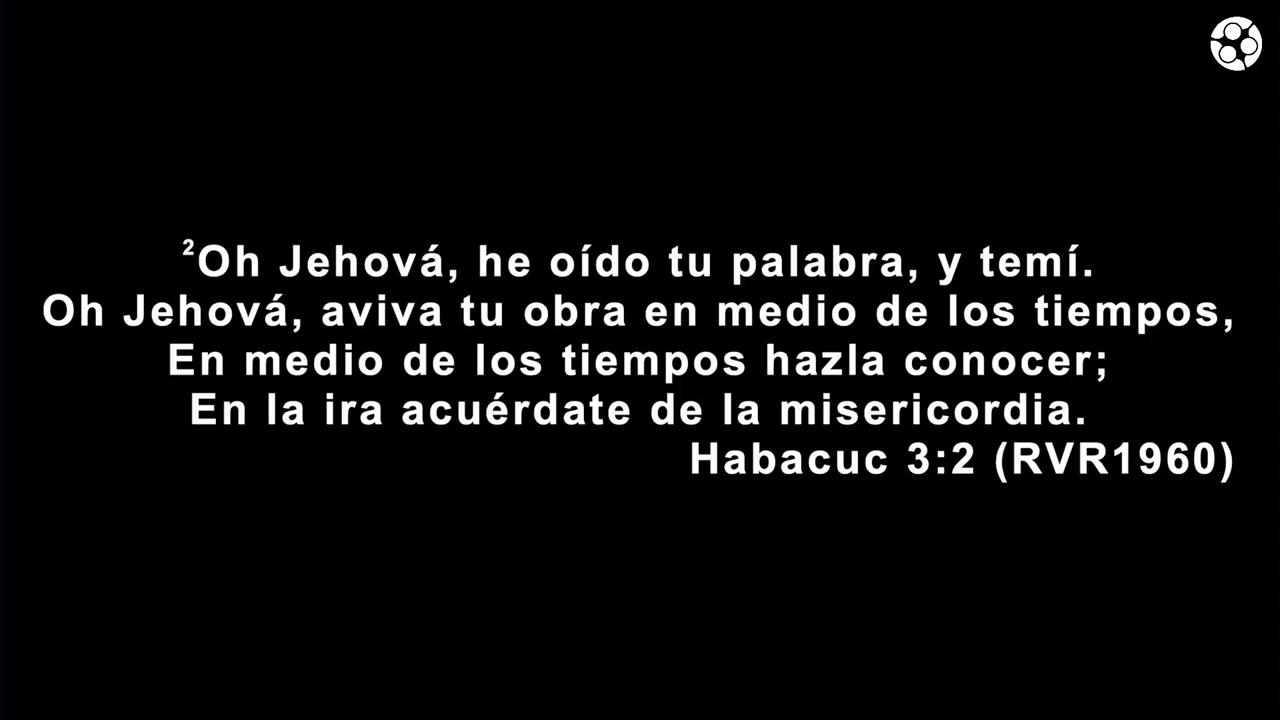 ²Oh Jehová, he oído tu palabra, y temí.
Oh Jehová, aviva tu obra en medio de los tiempos,
En medio de los tiempos hazla conocer;
En la ira acuérdate de la misericordia.
Habacuc 3:2 (RVR1960)